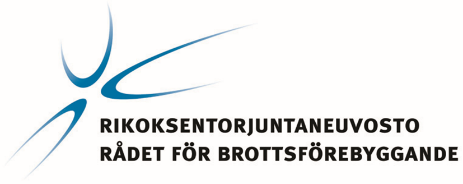 RIKOKSENTORJUNTANEUVOSTO
RÅDET FÖR BROTTSFÖREBYGGANDE